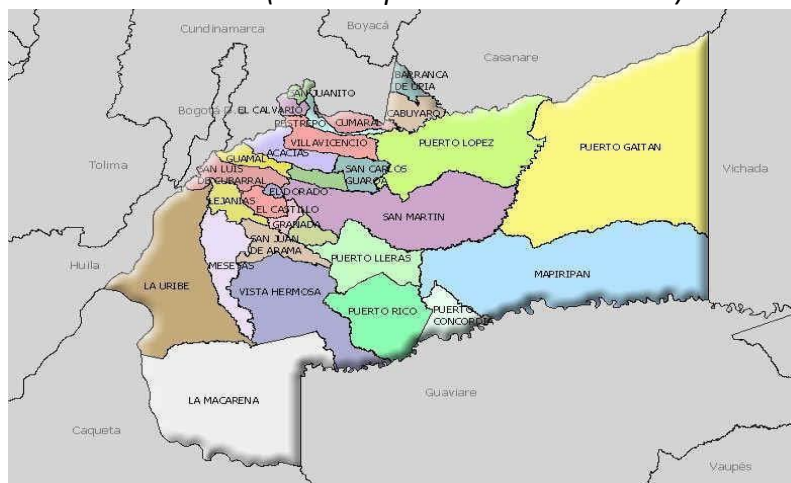 Boyacá
Cundinamarca
Casanare
BARRANCA
DE UPIA
SAN JUANITO
Bogotá
EL CALVARIO
CABUYARO
RESTREPO
CUMARAL
VILLAVICENCIO
PUERTO LOPEZ
PUERTO GAITAN
ACACIAS
GUAMAL
Tolima
SAN LUIS
DE CUBARRAL
SAN CARLOS
GUAROA
Vichada
EL DORADO
LEJANIAS
EL CASTILLO
SAN MARTIN
GRANADA
SAN JUAN
DE ARAMA
PUERTO LLERAS
Huila
MESETAS
MAPIRIPAN
LA URIBE
VISTA HERMOSA
PUERTO RICO
PUERTO
CONCORDIA
Guaviare
LA MACARENA
Caqueta
Vaupés